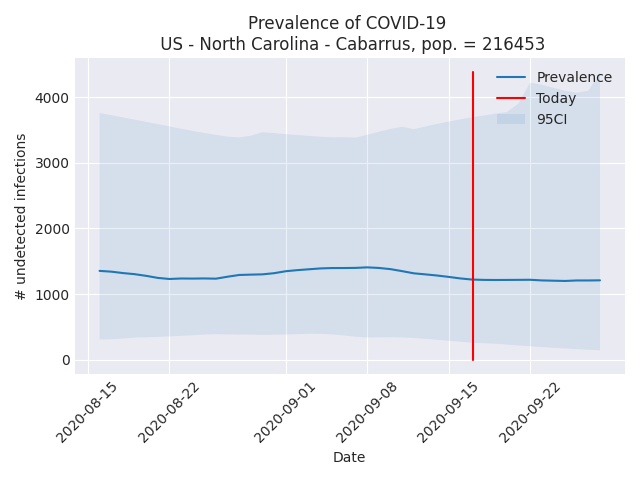 Prevalence of COVID-19
US - North Carolina - Cabarrus, pop. = 216453
Prevalence
Today
95CI
# undetected infections
4000
3000
2000
1000
0
2020-08-15
2020-08-22
2020-09-01
2020-09-08
2020-09-15
2020-09-22
Date